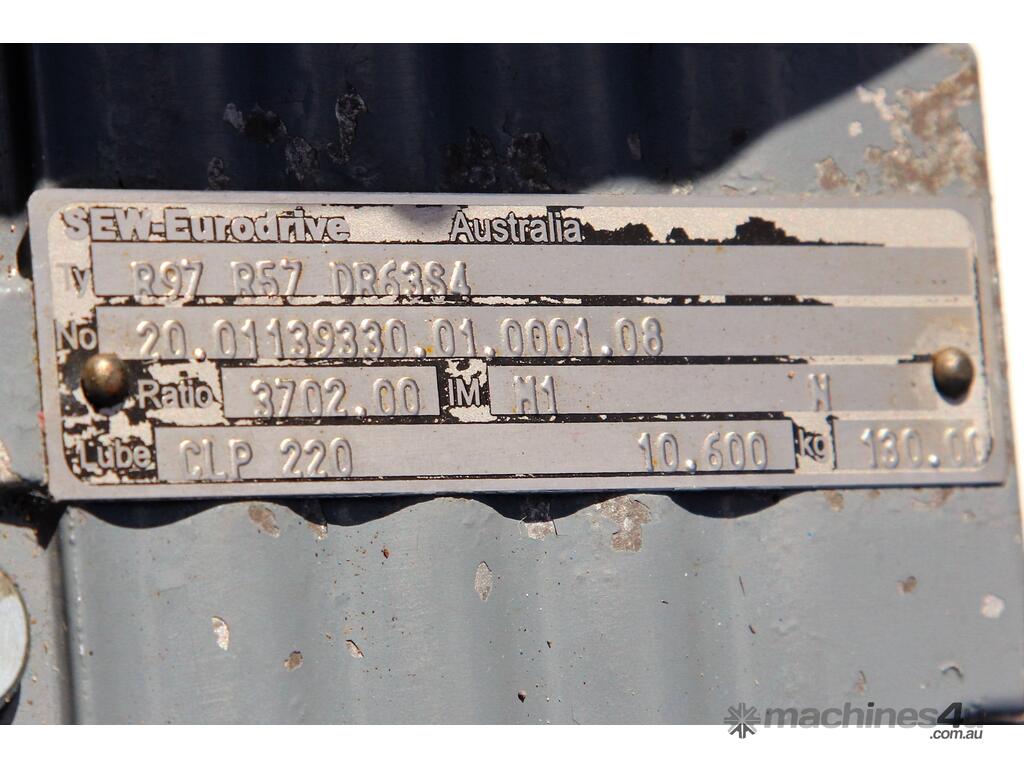 SEW-Eurodrive Australia
Ty R97 R57 DR63S4
No 20.01139330.01.0001.08
Ratio 3702.00 IM M1 N
Lube CLP 220 10.600 kg 130.00
machines4u
.com.au